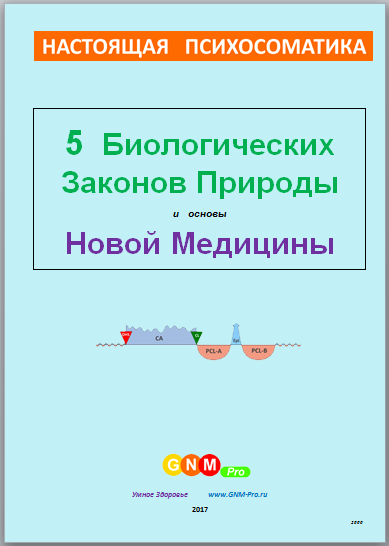 НАСТОЯЩАЯ ПСИХОСОМАТИКА
5 Биологических
Законов Природы
и основы
Новой Медицины
CA
PCL-A
PCL-B
GNM
Pro
Умное Здоровье www.GNM-Pro.ru
2017